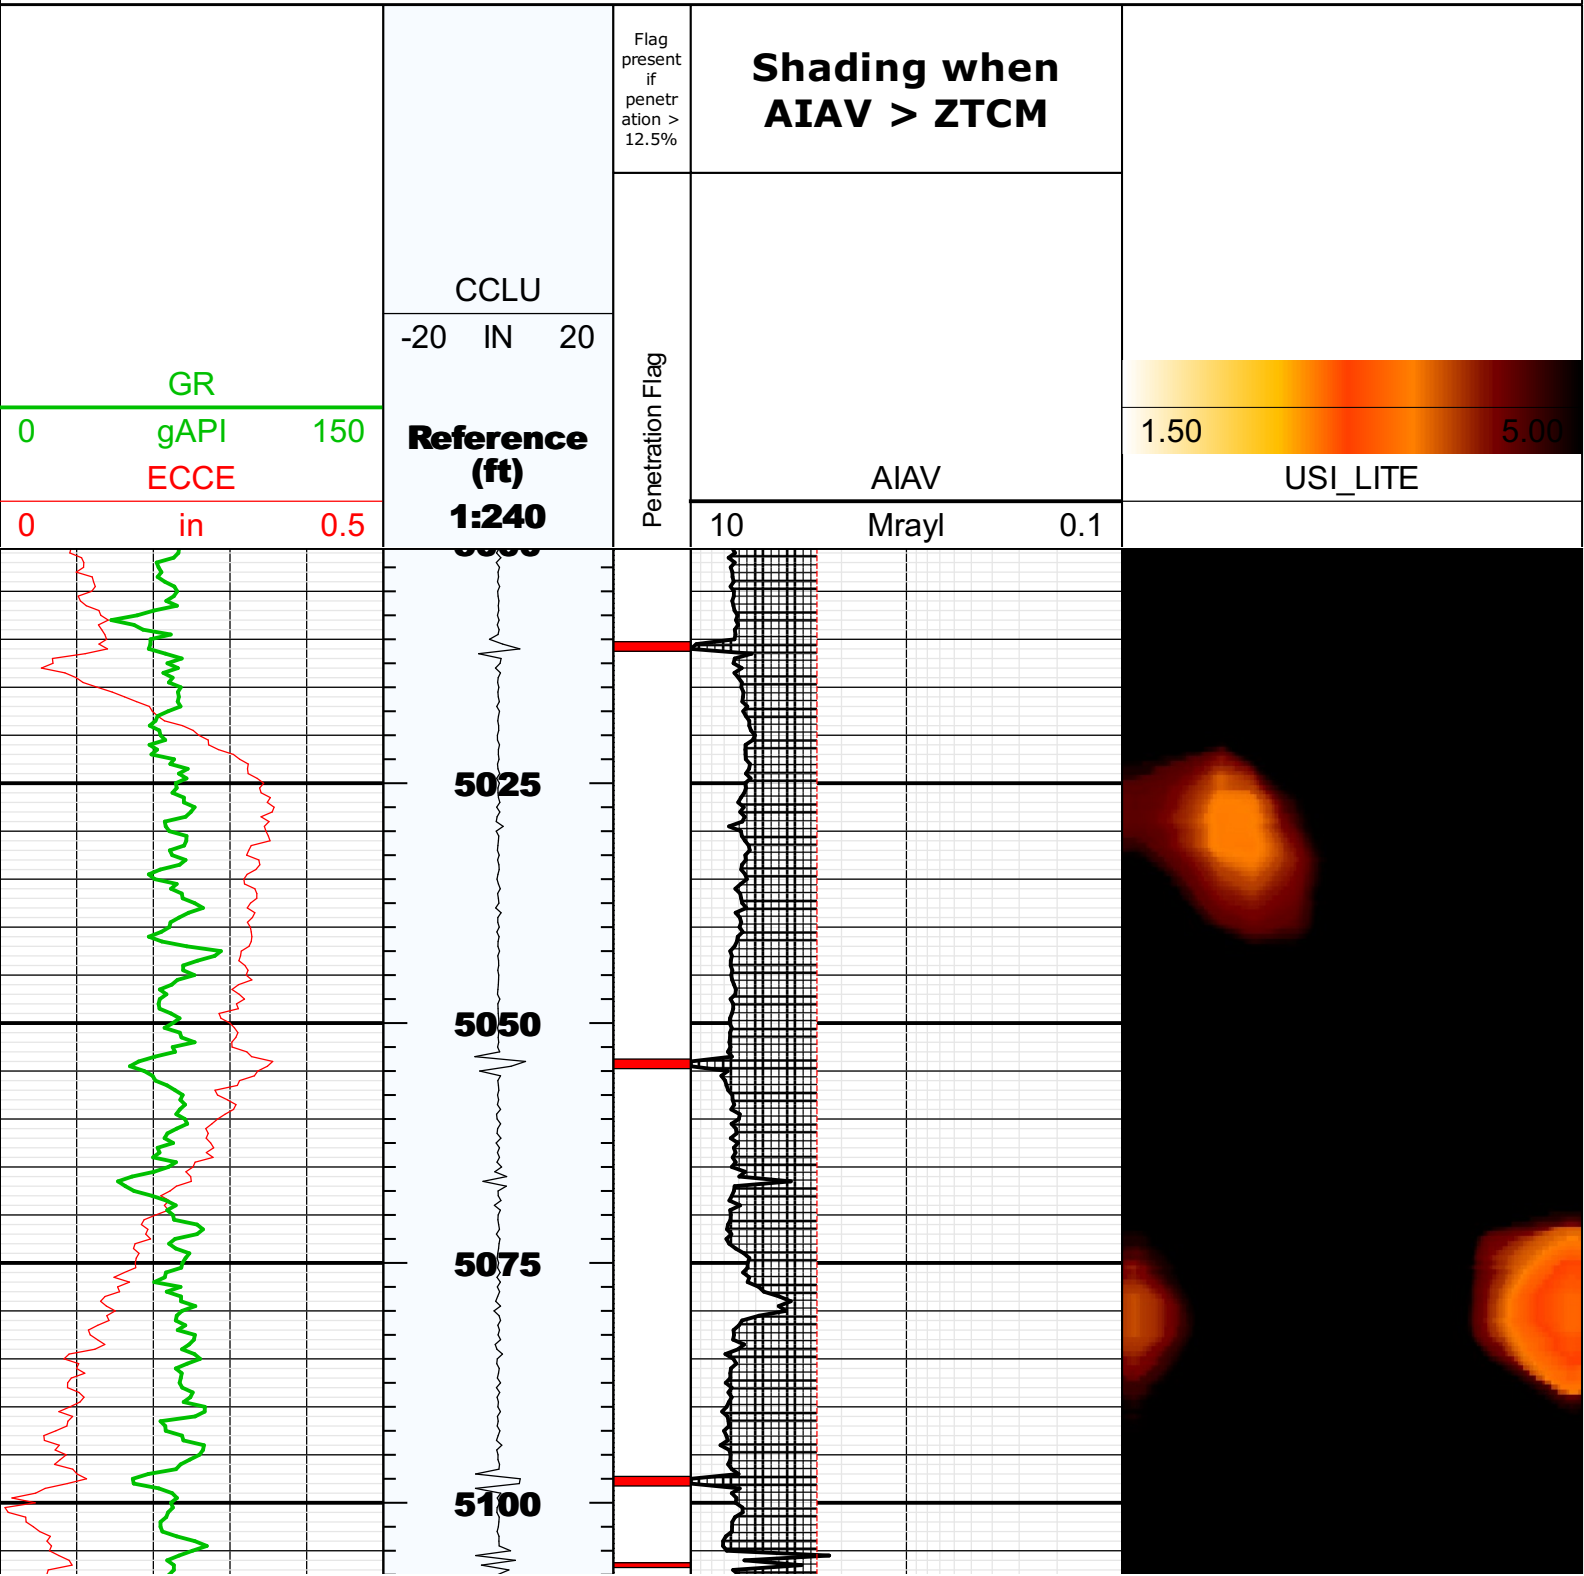 Flag
present
if
penetr
ation >
12.5%
Shading when
AIAV > ZTCM
CCLU
-20 IN 20
GR
0 gAPI 150
ECCE
0 in 0.5
Reference
(ft)
1:240
Penetration Flag
AIAV
10 Mrayl 0.1
1.50 5.00
USI_LITE
5025
5050
5075
5100